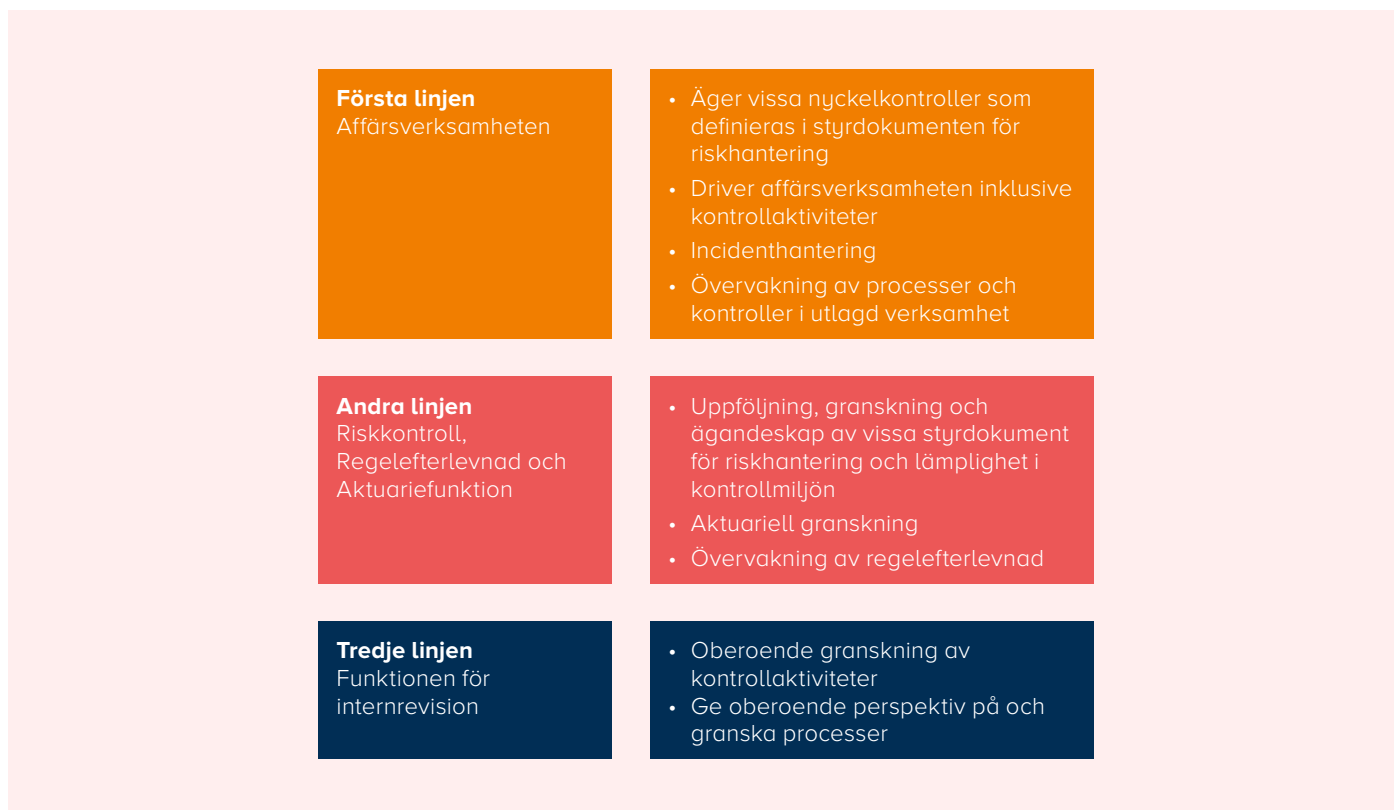 Första linjen
Affärsverksamheten
• Äger vissa nyckelkontroller som
definieras i styrdokumenten för
riskhantering
• Driver affärsverksamheten inklusive
kontrollaktiviteter
• Incidenthantering
• Övervakning av processer och
kontroller i utlagd verksamhet
Andra linjen
Riskkontroll,
Regelefterlevnad och
Aktuariefunktion
• Uppföljning, granskning och
ägandeskap av vissa styrdokument
för riskhantering och lämplighet i
kontrollmiljön
• Aktuariell granskning
• Övervakning av regelefterlevnad
Tredje linjen
Funktionen för
internrevision
• Oberoende granskning av
kontrollaktiviteter
• Ge oberoende perspektiv på och
granska processer